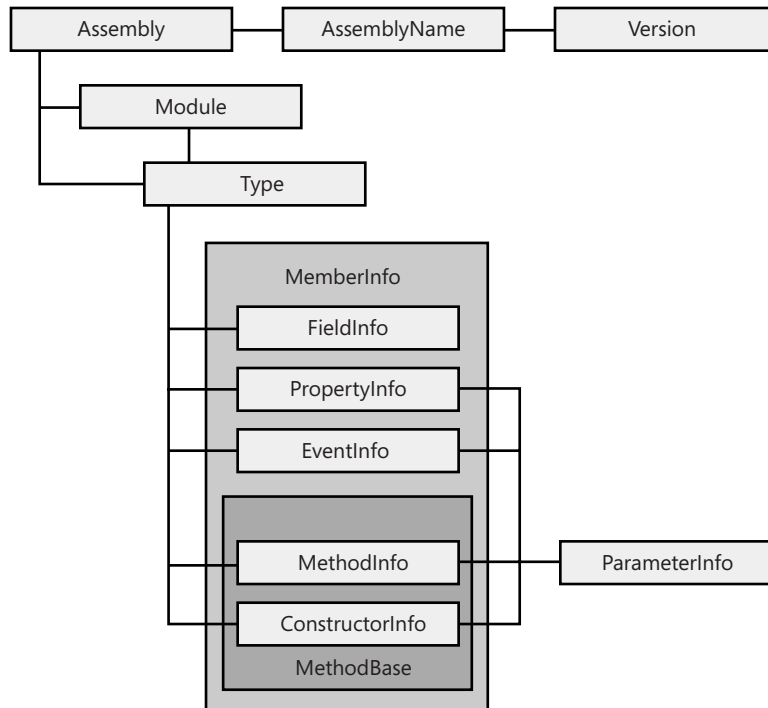 Assembly
AssemblyName
Version
Module
Type
MemberInfo
FieldInfo
PropertyInfo
EventInfo
MethodInfo
ParameterInfo
ConstructorInfo
MethodBase